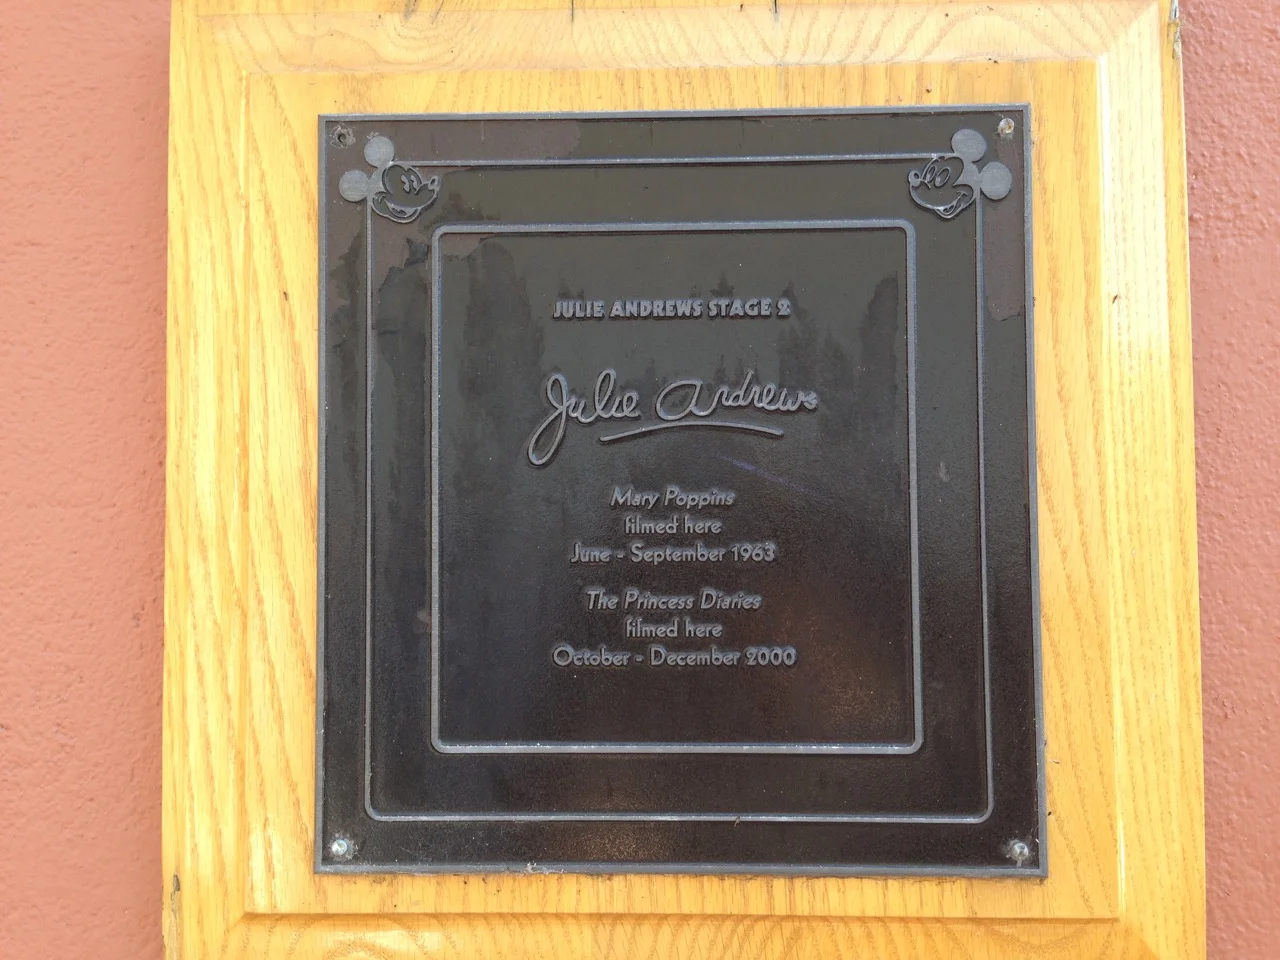 JULIE ANDREWS STAGE 2
Julie Andrews
Mary Poppins
filmed here
June - September 1963
The Princess Diaries
filmed here
October - December 2000